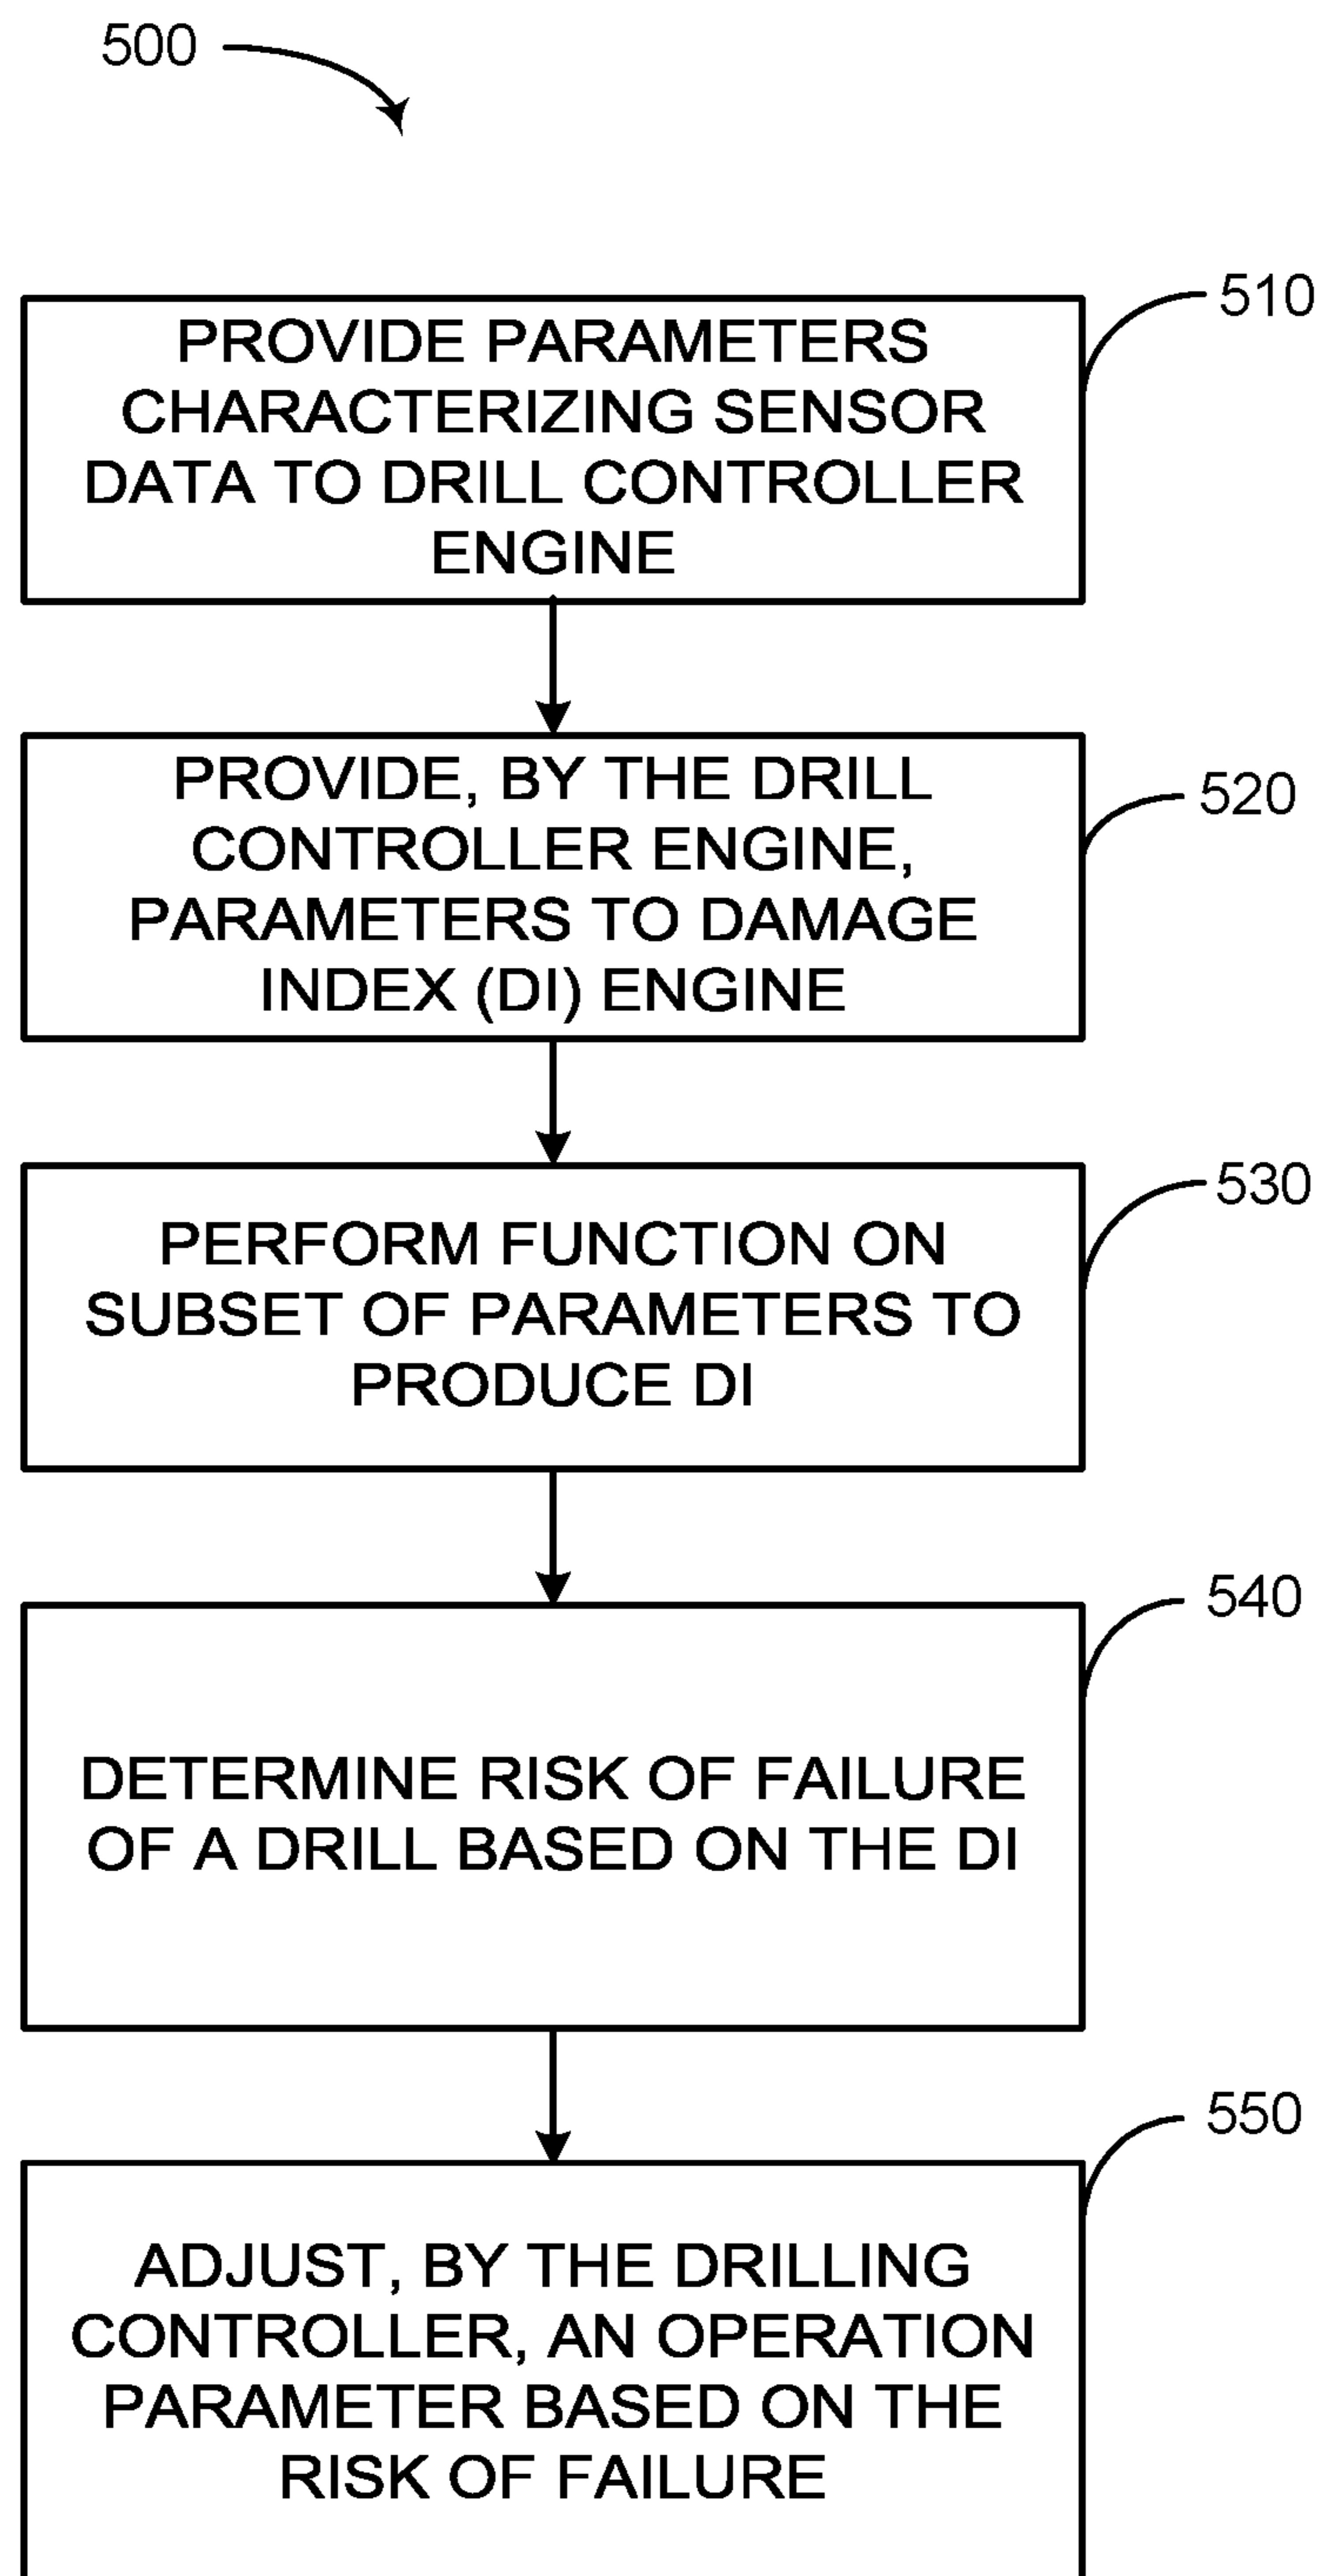 500
510
PROVIDE PARAMETERS
CHARACTERIZING SENSOR
DATA TO DRILL CONTROLLER
ENGINE
520
PROVIDE, BY THE DRILL
CONTROLLER ENGINE,
PARAMETERS TO DAMAGE
INDEX (DI) ENGINE
530
PERFORM FUNCTION ON
SUBSET OF PARAMETERS TO
PRODUCE DI
540
DETERMINE RISK OF FAILURE
OF A DRILL BASED ON THE DI
550
ADJUST, BY THE DRILLING
CONTROLLER, AN OPERATION
PARAMETER BASED ON THE
RISK OF FAILURE